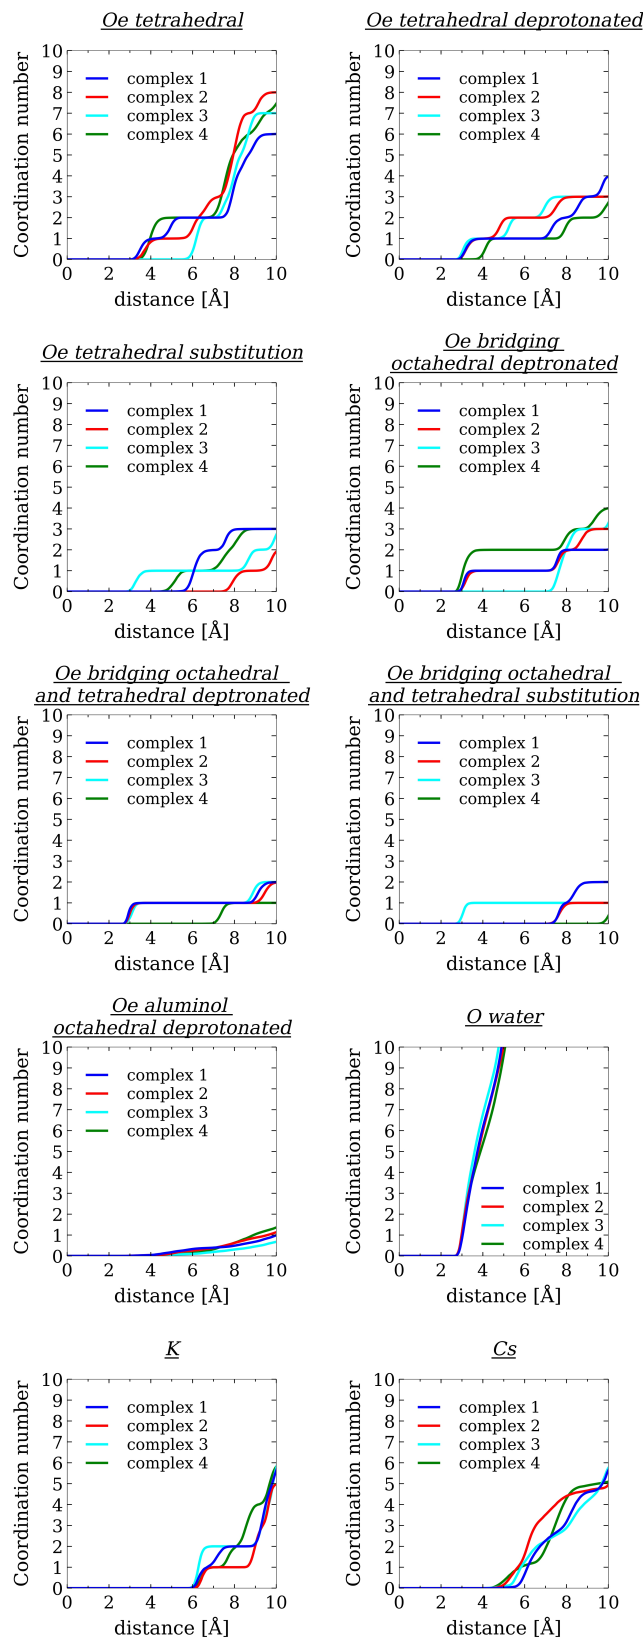 Oe tetrahedral
Oe tetrahedral deprotonated
10
9
8
7
6
5
4
3
2
1
0
Coordination number
complex 1
complex 2
complex 3
complex 4
0 2 4 6 8 10
distance [Å]
10
9
8
7
6
5
4
3
2
1
0
Coordination number
complex 1
complex 2
complex 3
complex 4
0 2 4 6 8 10
distance [Å]
Oe tetrahedral substitution
10
9
8
7
6
5
4
3
2
1
0
Coordination number
complex 1
complex 2
complex 3
complex 4
0 2 4 6 8 10
distance [Å]
Oe bridging
octahedral deptronated
10
9
8
7
6
5
4
3
2
1
0
Coordination number
complex 1
complex 2
complex 3
complex 4
0 2 4 6 8 10
distance [Å]
Oe bridging octahedral
and tetrahedral deptronated
10
9
8
7
6
5
4
3
2
1
0
Coordination number
complex 1
complex 2
complex 3
complex 4
0 2 4 6 8 10
distance [Å]
Oe bridging octahedral
and tetrahedral substitution
10
9
8
7
6
5
4
3
2
1
0
Coordination number
complex 1
complex 2
complex 3
complex 4
0 2 4 6 8 10
distance [Å]
Oe aluminol
octahedral deprotonated
10
9
8
7
6
5
4
3
2
1
0
Coordination number
complex 1
complex 2
complex 3
complex 4
0 2 4 6 8 10
distance [Å]
O water
10
9
8
7
6
5
4
3
2
1
0
Coordination number
complex 1
complex 2
complex 3
complex 4
0 2 4 6 8 10
distance [Å]
K
10
9
8
7
6
5
4
3
2
1
0
Coordination number
complex 1
complex 2
complex 3
complex 4
0 2 4 6 8 10
distance [Å]
Cs
10
9
8
7
6
5
4
3
2
1
0
Coordination number
complex 1
complex 2
complex 3
complex 4
0 2 4 6 8 10
distance [Å]